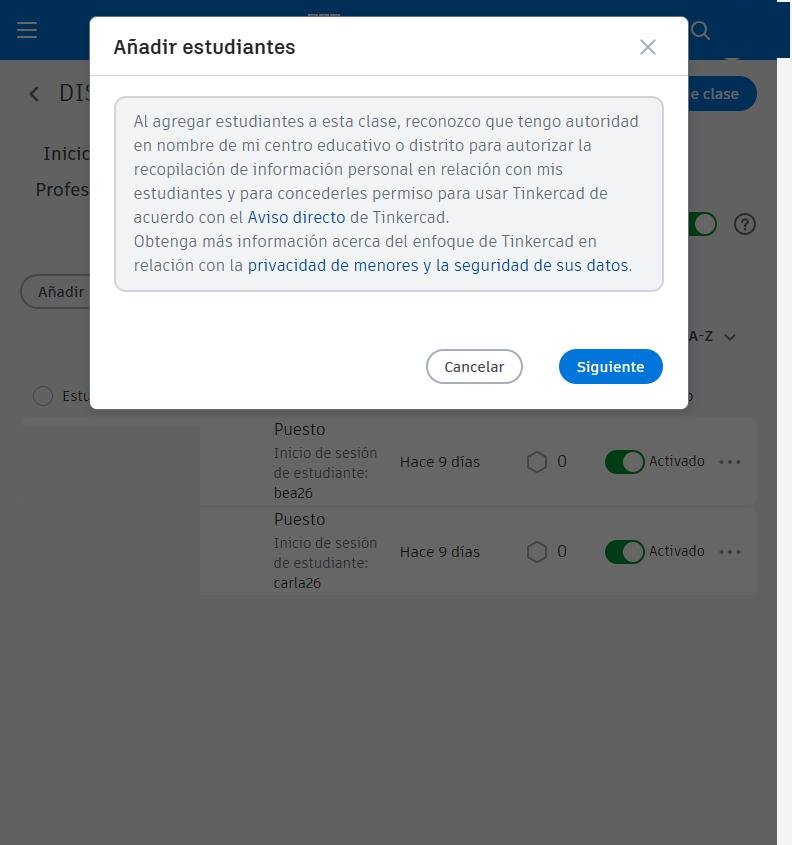 Añadir estudiantes
DIS
e clase
Al agregar estudiantes a esta clase, reconozco que tengo autoridad
en nombre de mi centro educativo o distrito para autorizar la
recopilación de información personal en relación con mis
estudiantes y para concederles permiso para usar Tinkercad de
acuerdo con el Aviso directo de Tinkercad.
Obtenga más información acerca del enfoque de Tinkercad en
relación con la privacidad de menores y la seguridad de sus datos.
Inicio
Profes
Añadir
A-Z
Cancelar
Siguiente
Estu
Puesto
Inicio de sesión
de estudiante:
bea26
Hace 9 días
0
Activado
Puesto
Inicio de sesión
de estudiante:
carla26
Hace 9 días
0
Activado